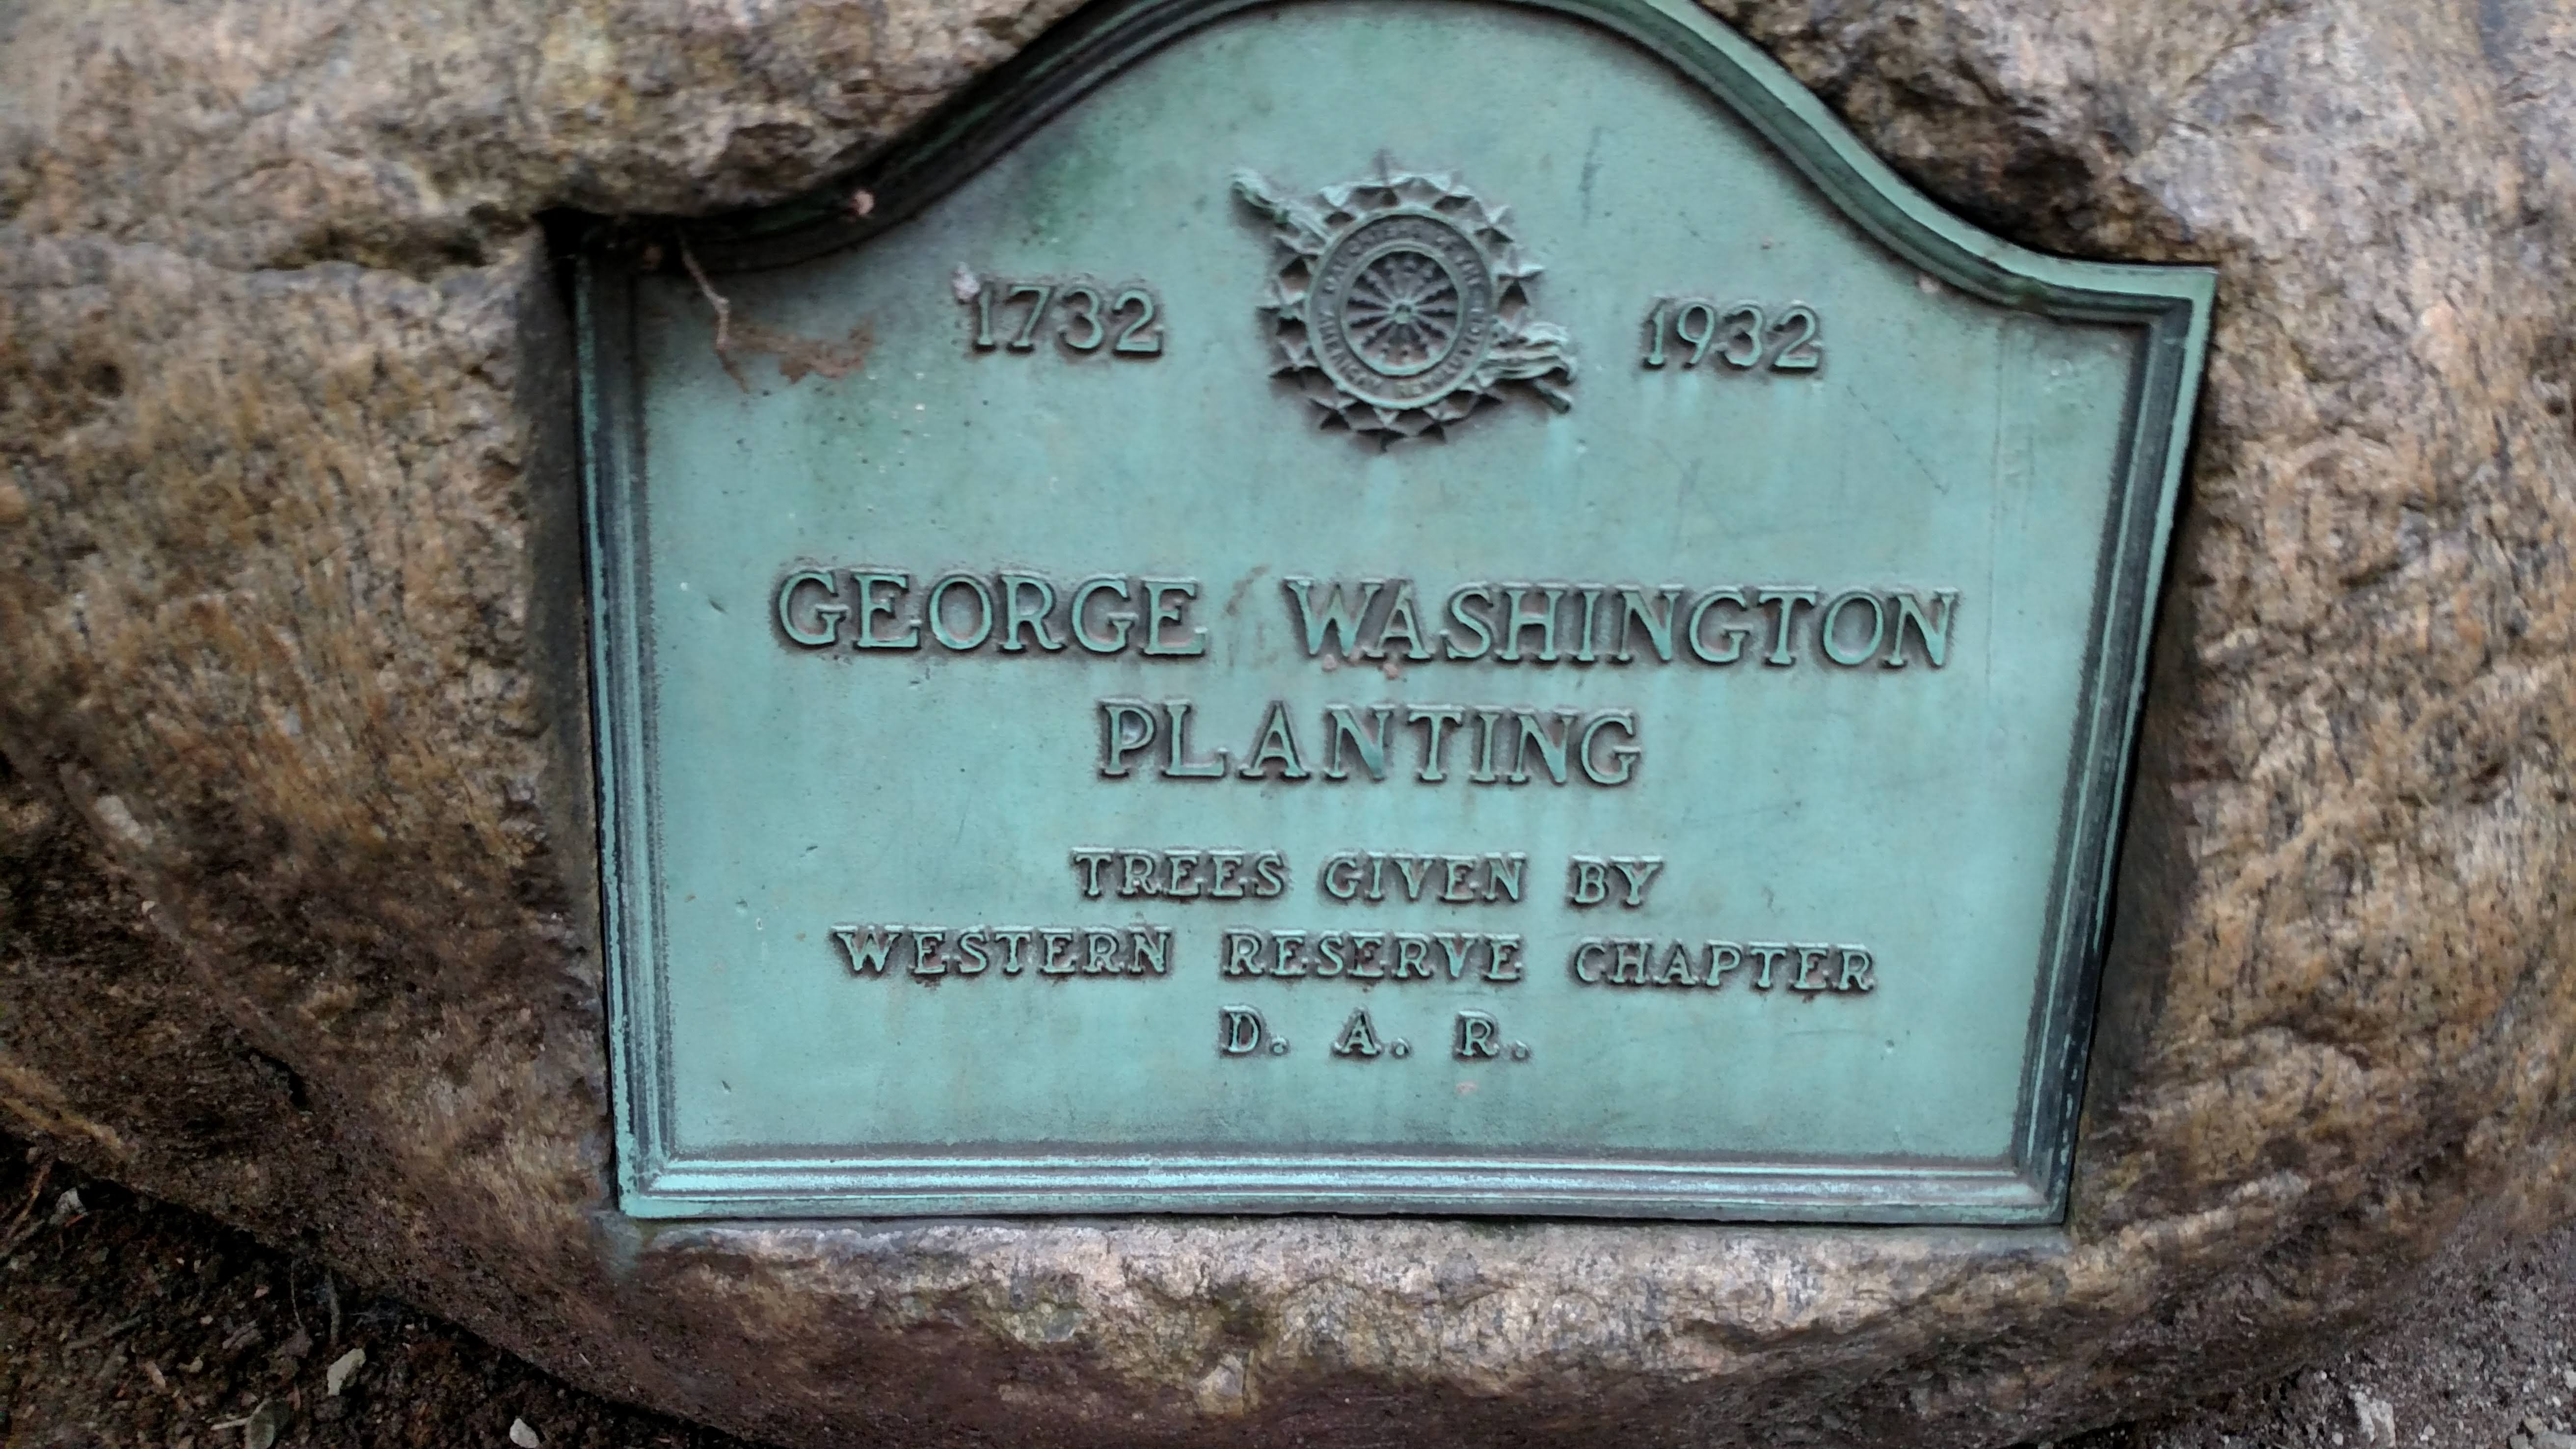 1732 1932
GEORGE WASHINGTON
PLANTING
TREES GIVEN BY
WESTERN RESERVE CHAPTER
D. A. R.